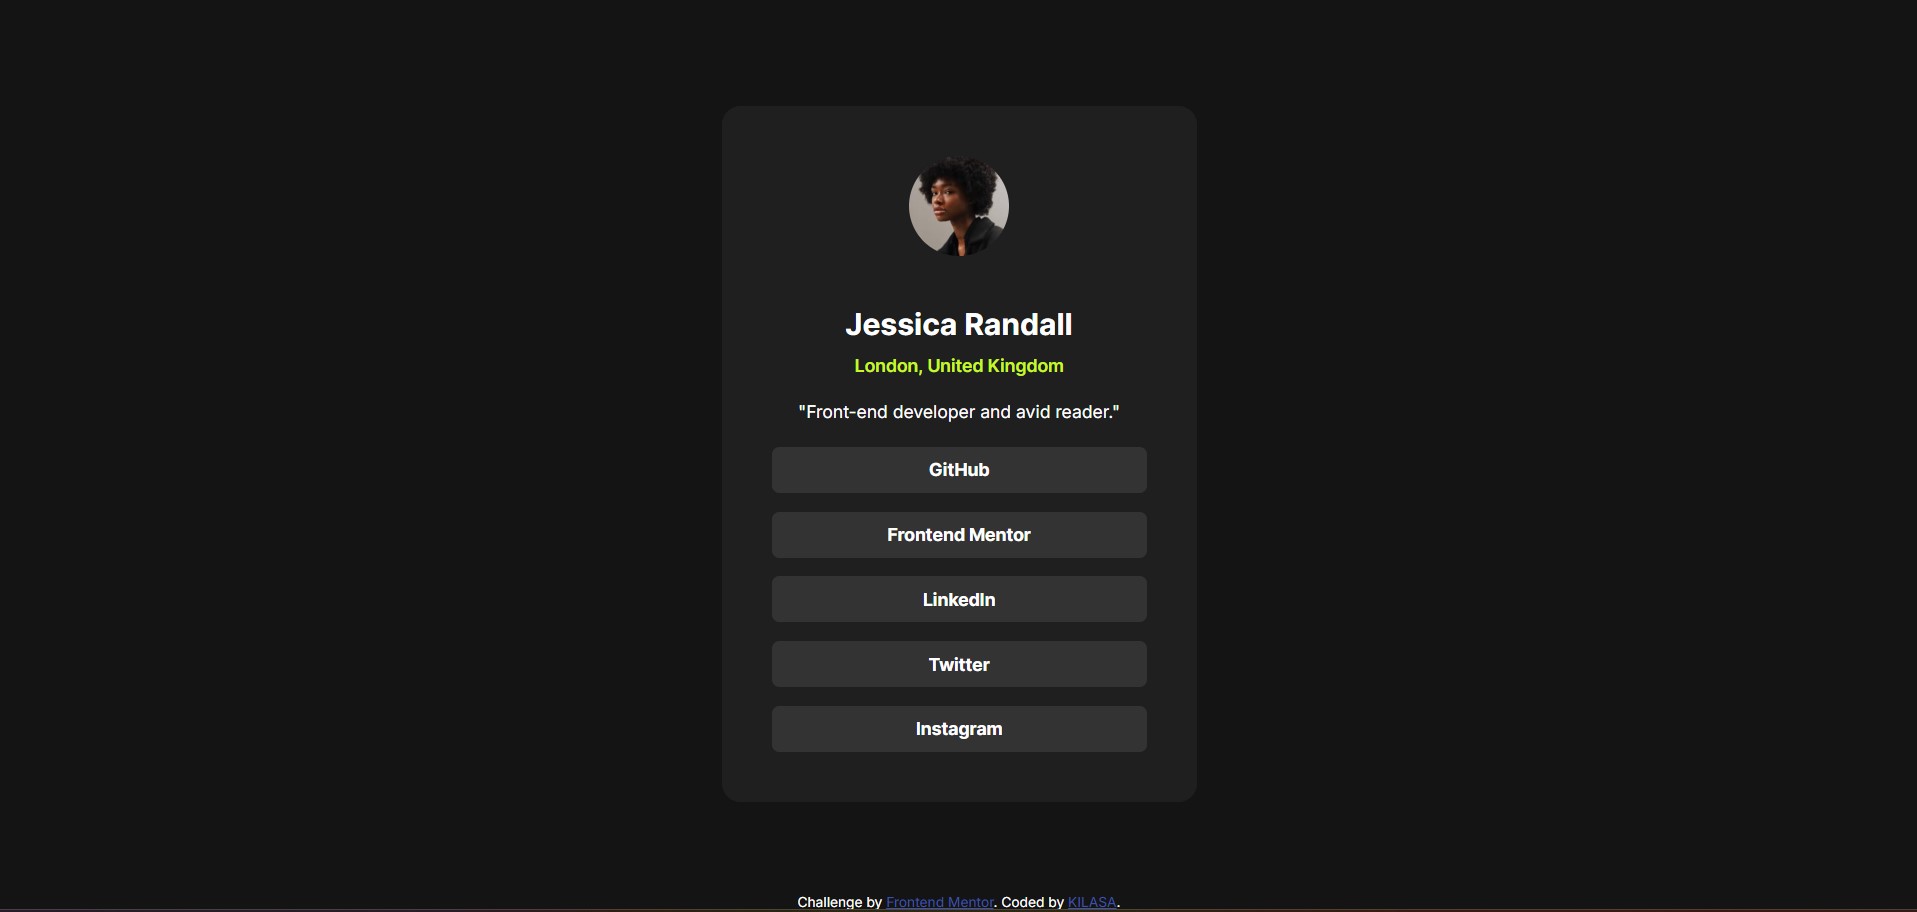 Jessica Randall
London, United Kingdom
"Front-end developer and avid reader."
GitHub
Frontend Mentor
LinkedIn
Twitter
Instagram
Challenge by Frontend Mentor. Coded by KILASA.